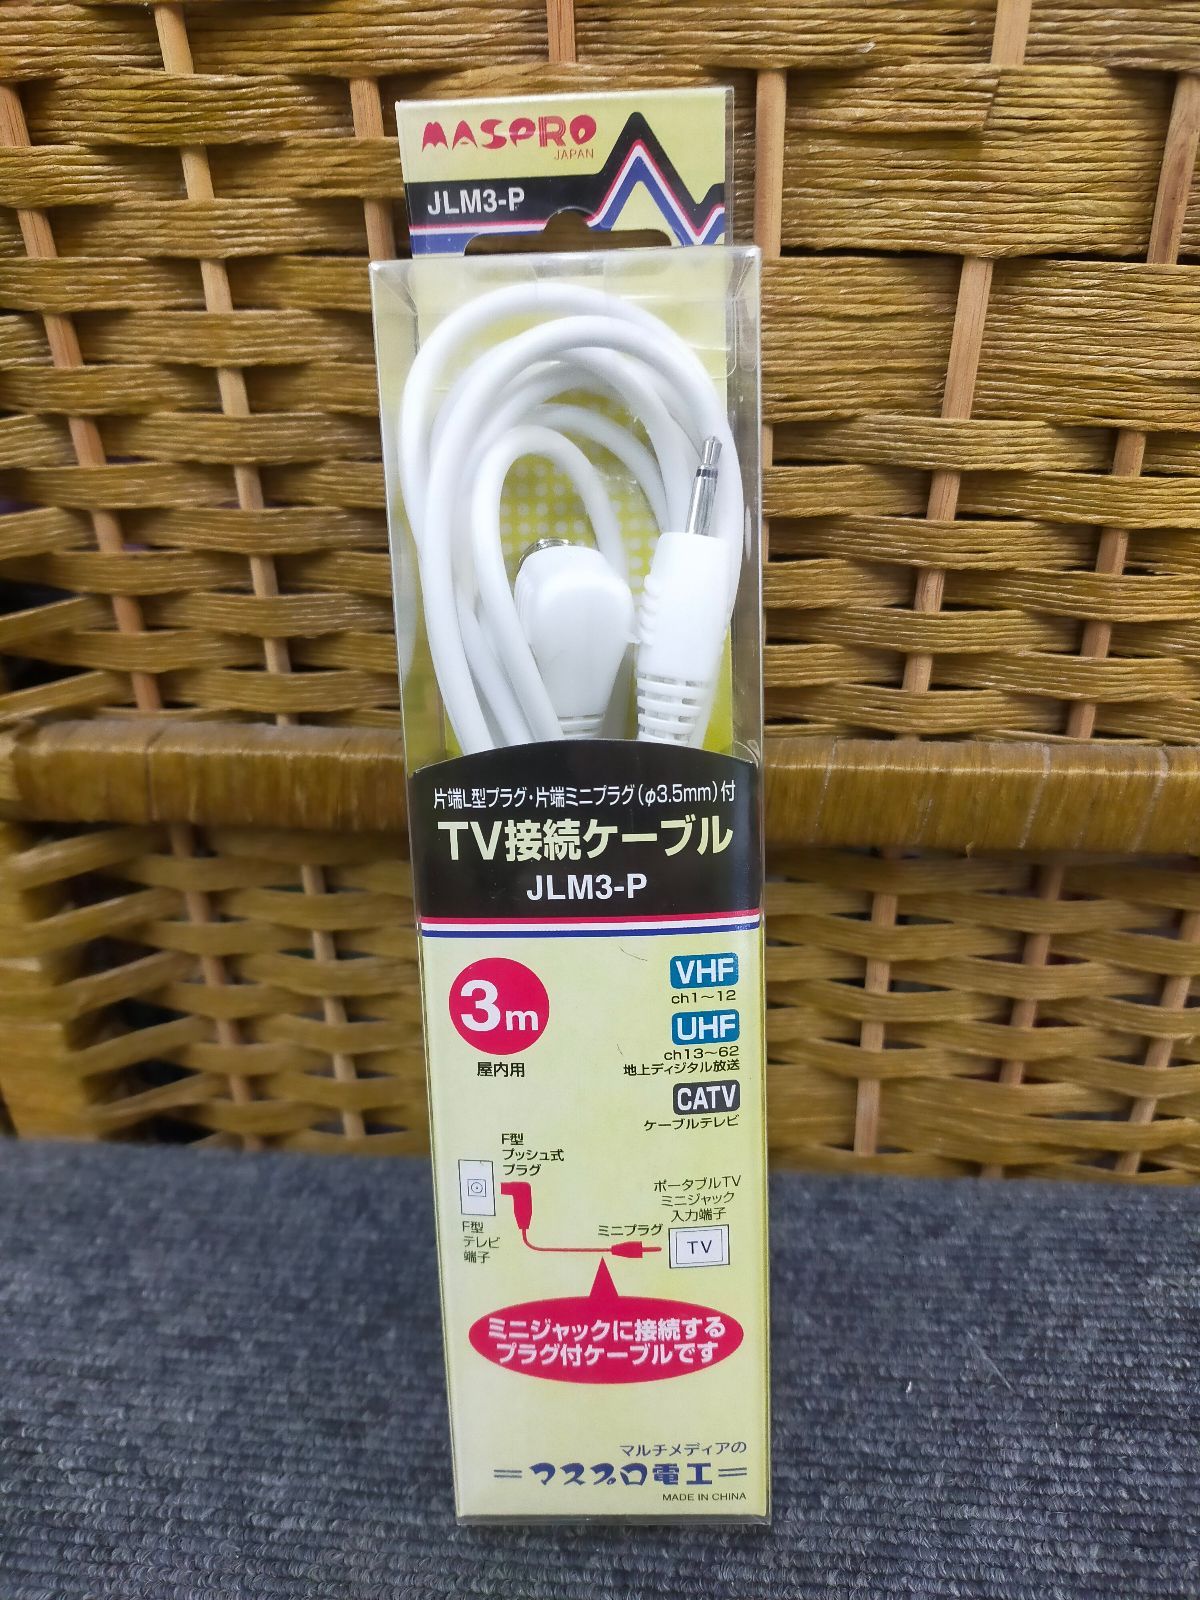 MASPRO
JAPAN
JLM3-P
片端L型プラグ・片端ミニプラグ(φ3.5mm)付
TV接続ケーブル
JLM3-P
3m
屋内用
VHF
ch1〜12
UHF
ch13〜62
地上ディジタル放送
CATV
ケーブルテレビ
F型
プッシュ式
プラグ
F型
テレビ
端子
ミニプラグ
ポータブルTV
ミニジャック
入力端子
TV
ミニジャックに接続する
プラグ付ケーブルです
マルチメディアの
マスプロ電工
MADE IN CHINA